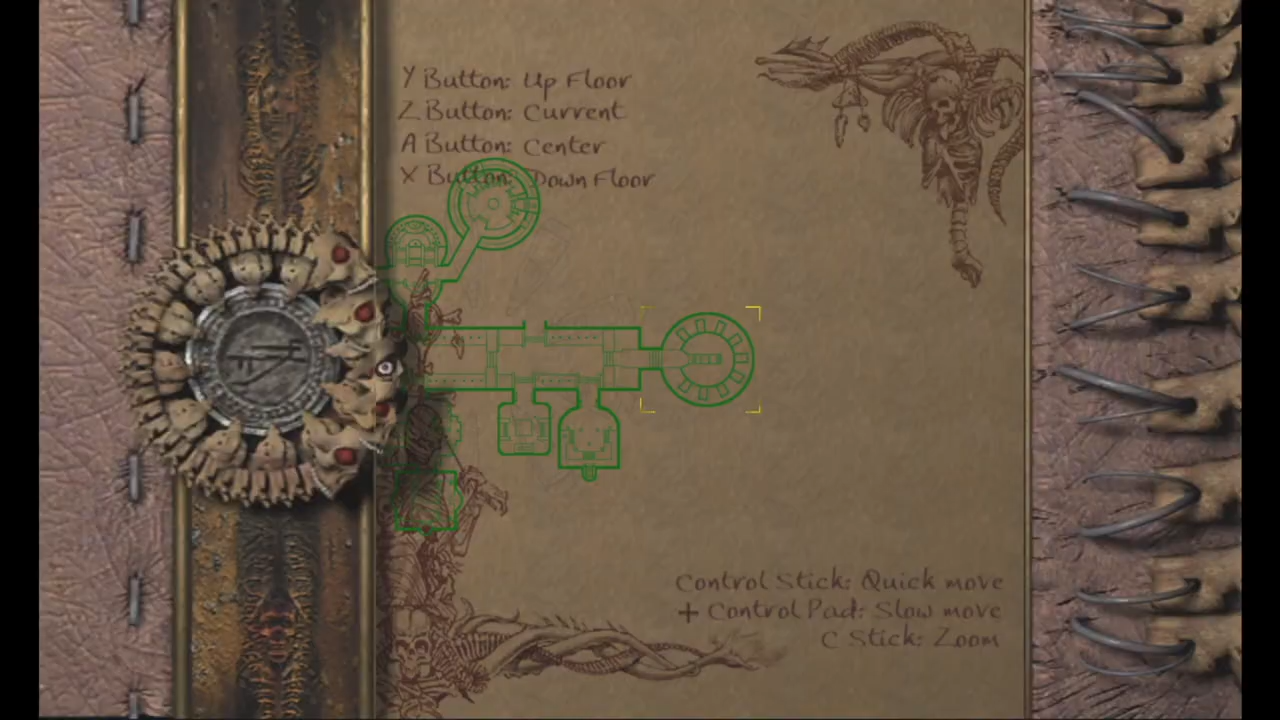 Y Button: Up Floor
Z Button: Current
A Button: Center
X Button: Down Floor
Control Stick: Quick move
+ Control Pad: Slow move
C Stick: Zoom